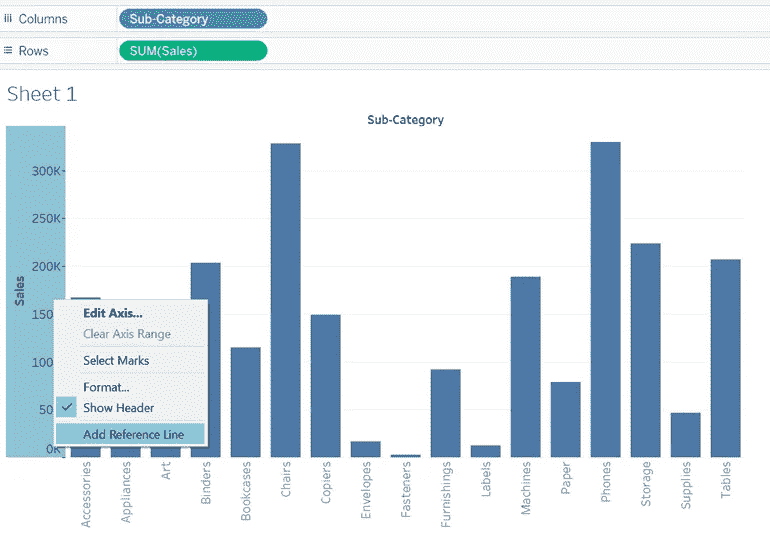 Columns
Sub-Category
Rows
SUM(Sales)
Sheet 1
Sub-Category
Sales
300K
250K
200K
150
100
50
0K
Edit Axis...
Clear Axis Range
Select Marks
Format...
Show Header
Add Reference Line
Accessories
Appliances
Art
Binders
Bookcases
Chairs
Copiers
Envelopes
Fasteners
Furnishings
Labels
Machines
Paper
Phones
Storage
Supplies
Tables